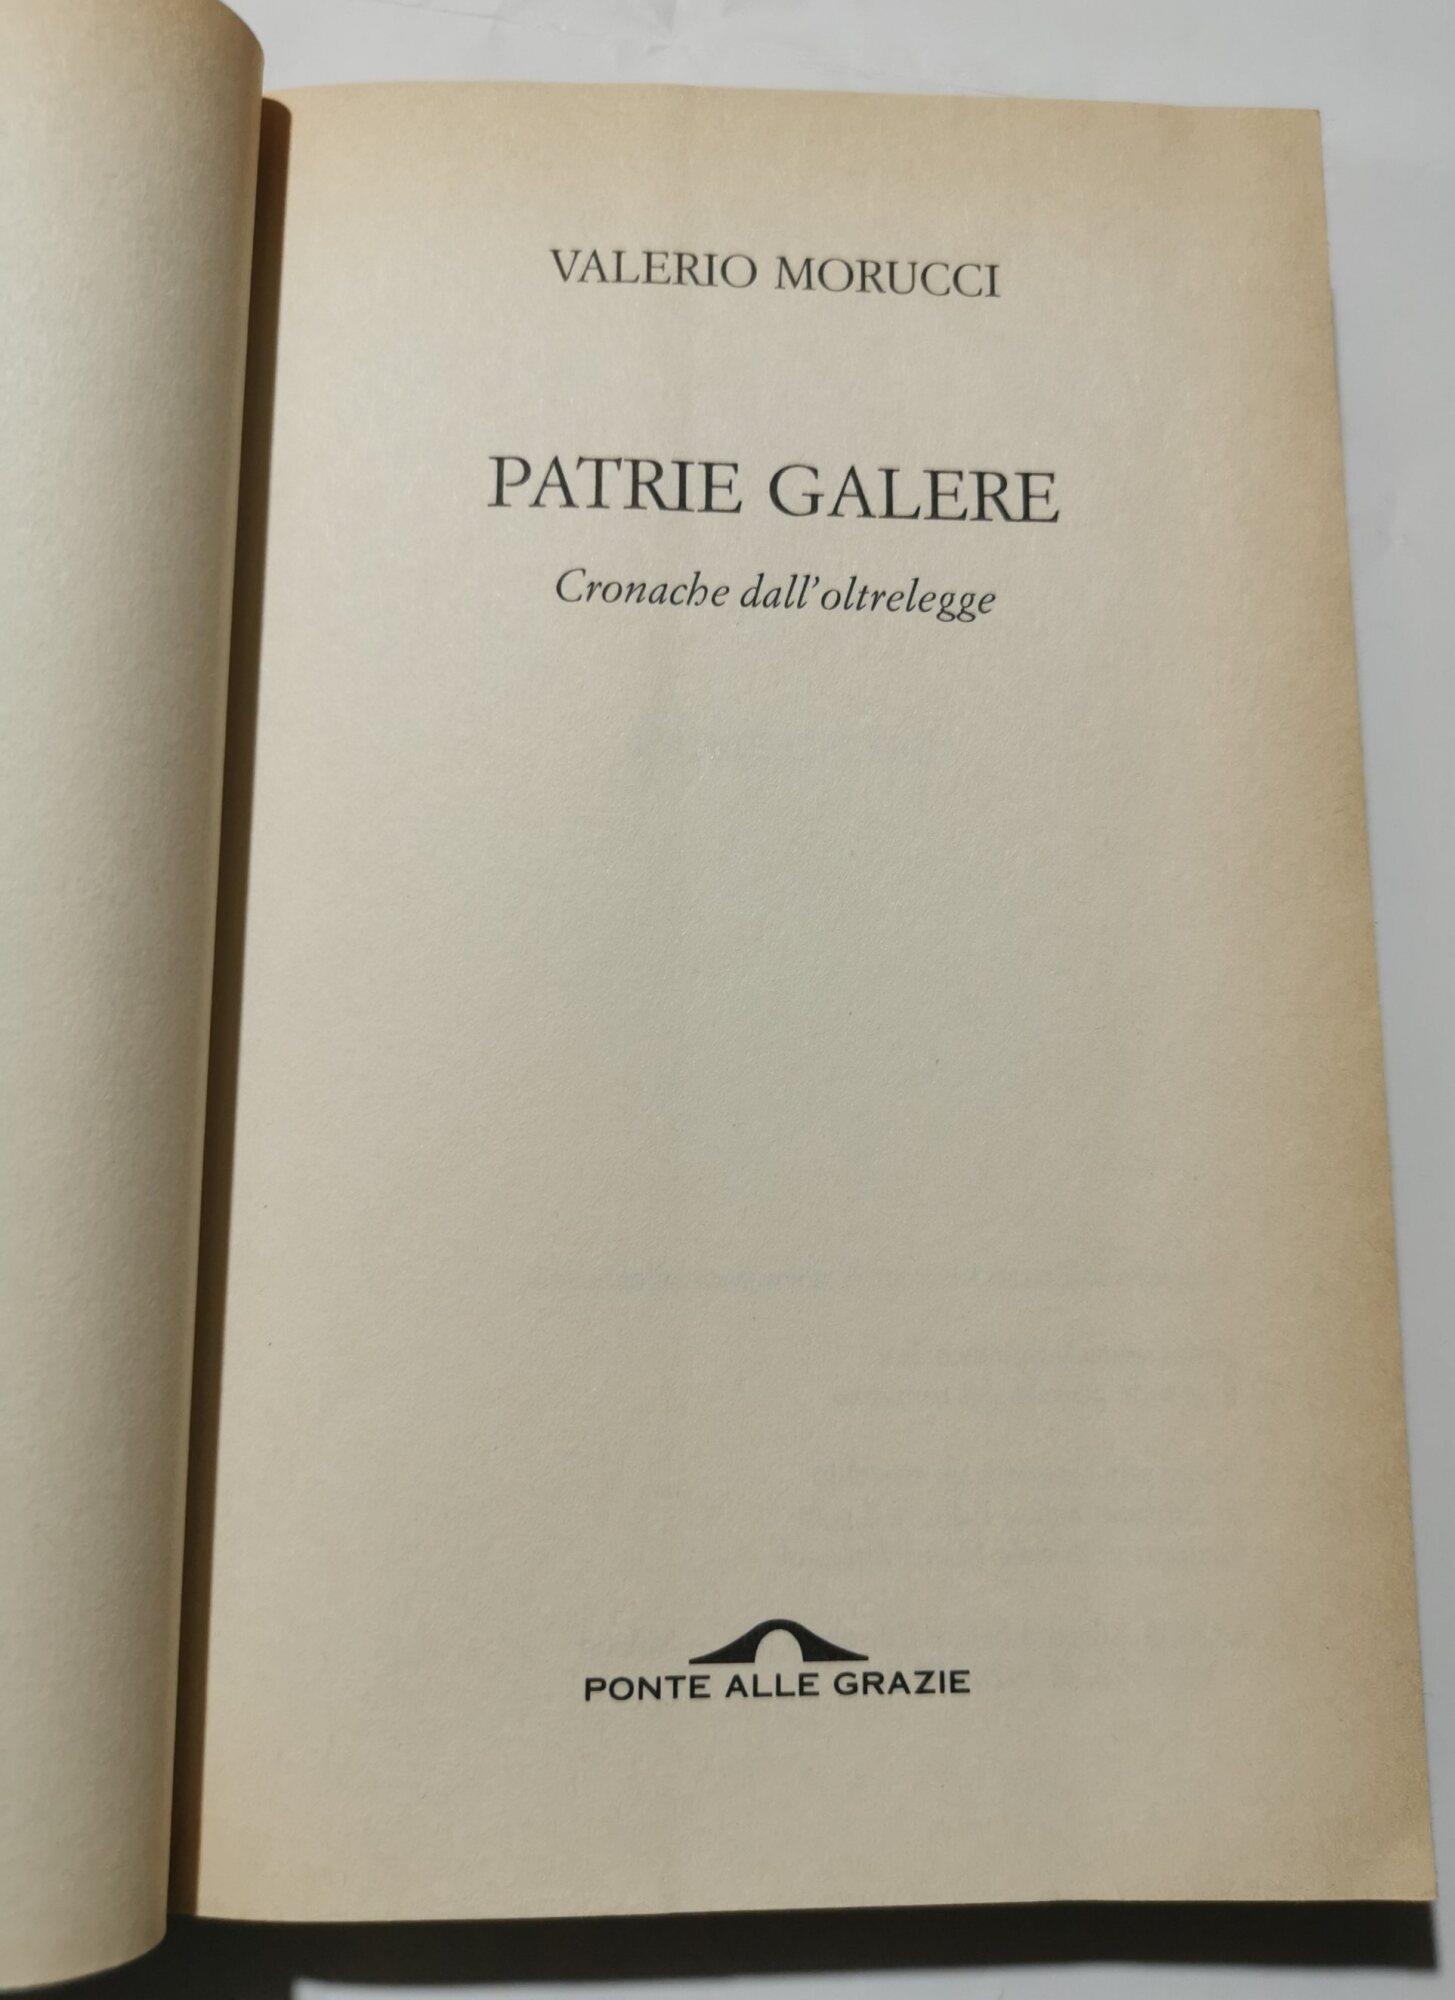 VALERIO MORUCCI
PATRIE GALERE
Cronache dall'oltrelegge
PONTE ALLE GRAZIE